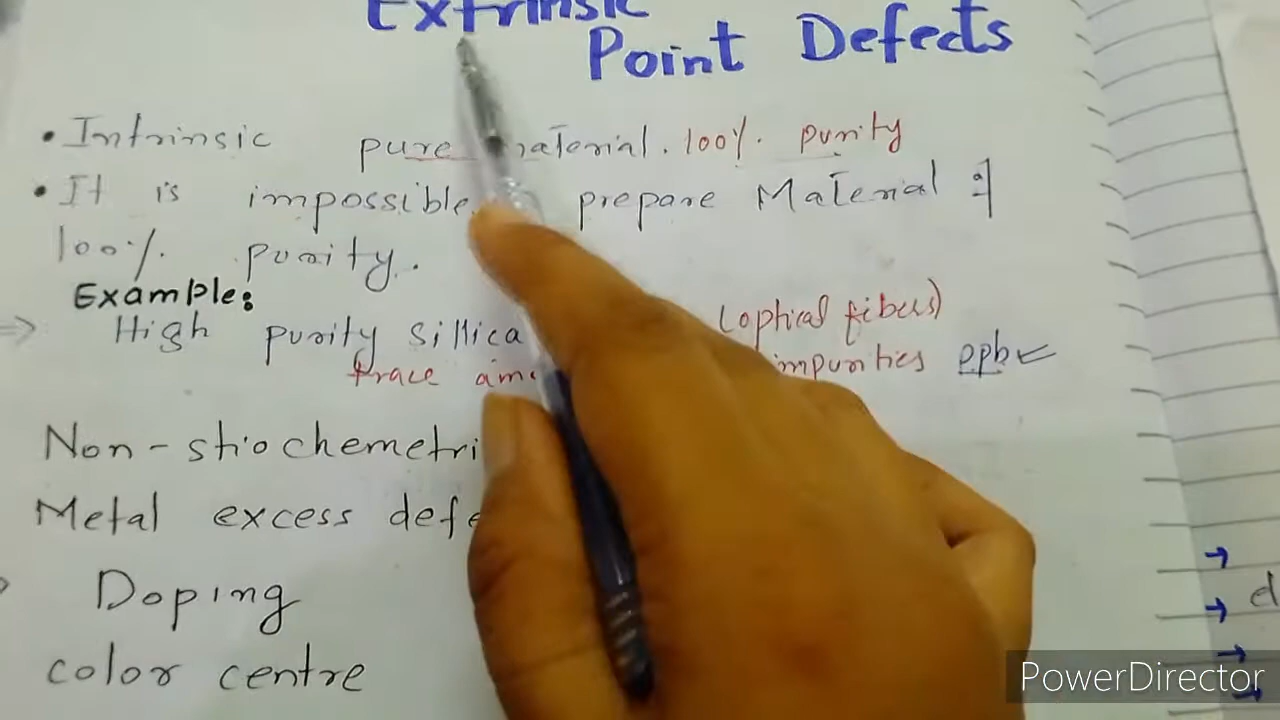 Extrinsic
Point Defects
• Intrinsic pure material. 100% purity
• It is impossible prepare Material of
100% purity.
Example:
⇒ High purity sillica (optical fibers)
trace impurities ppb
Non-stiochemetri
Metal excess defe
Doping
color centre
→
→ d
→
→
PowerDirector